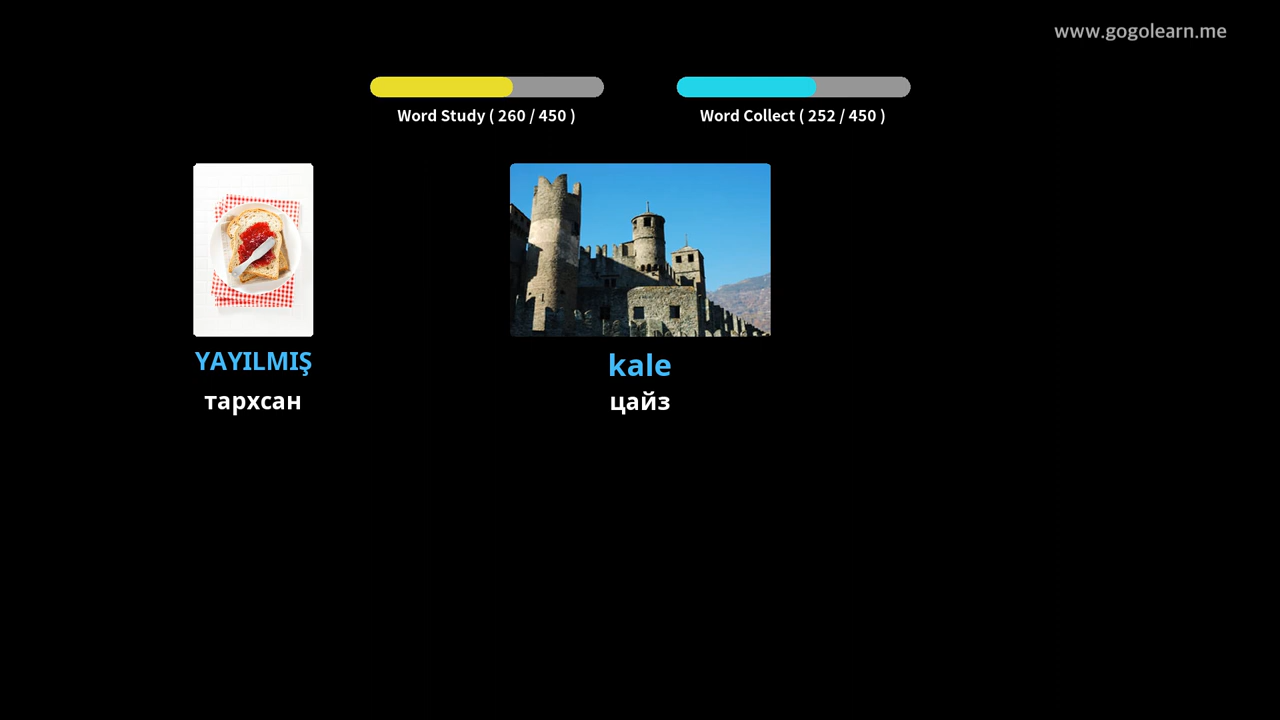 www.gogolearn.me
Word Study ( 260 / 450 )
Word Collect ( 252 / 450 )
YAYILMIŞ
тархсан
kale
цайз